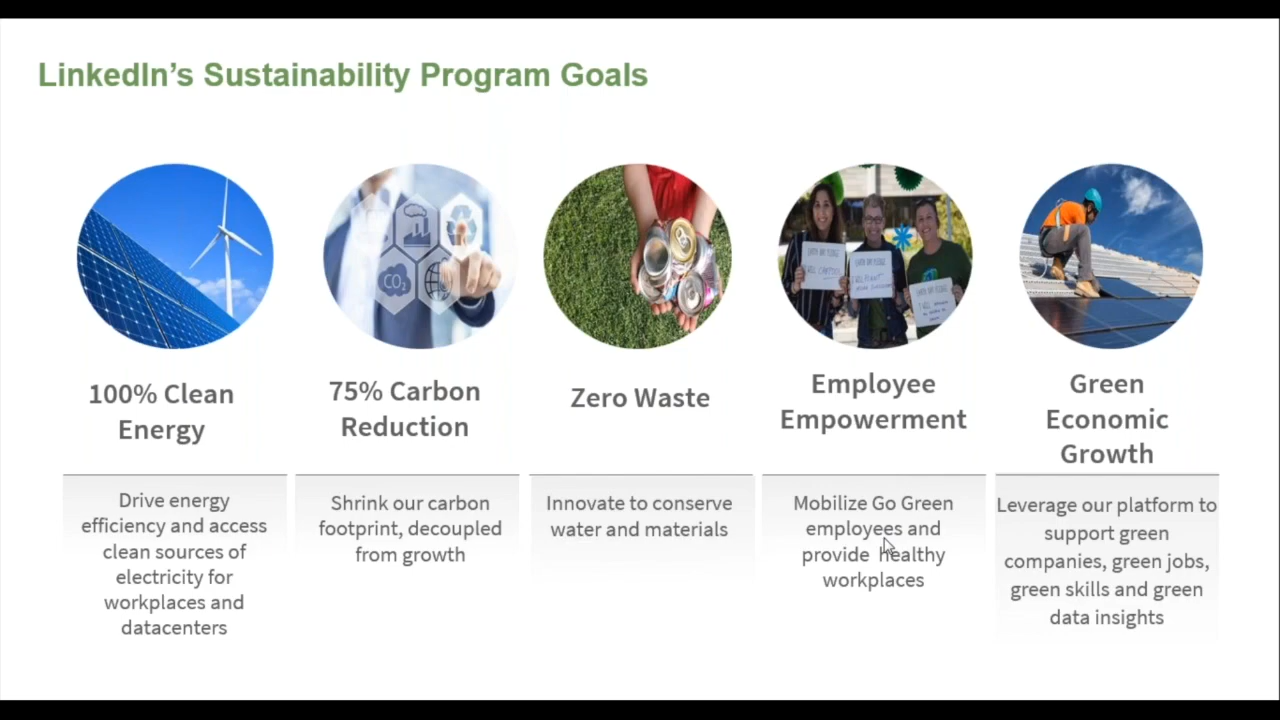 LinkedIn’s Sustainability Program Goals
CO₂
100% Clean
Energy
Drive energy
efficiency and access
clean sources of
electricity for
workplaces and
datacenters
75% Carbon
Reduction
Shrink our carbon
footprint, decoupled
from growth
Zero Waste
Innovate to conserve
water and materials
Employee
Empowerment
Mobilize Go Green
employees and
provide healthy
workplaces
Green
Economic
Growth
Leverage our platform to
support green
companies, green jobs,
green skills and green
data insights